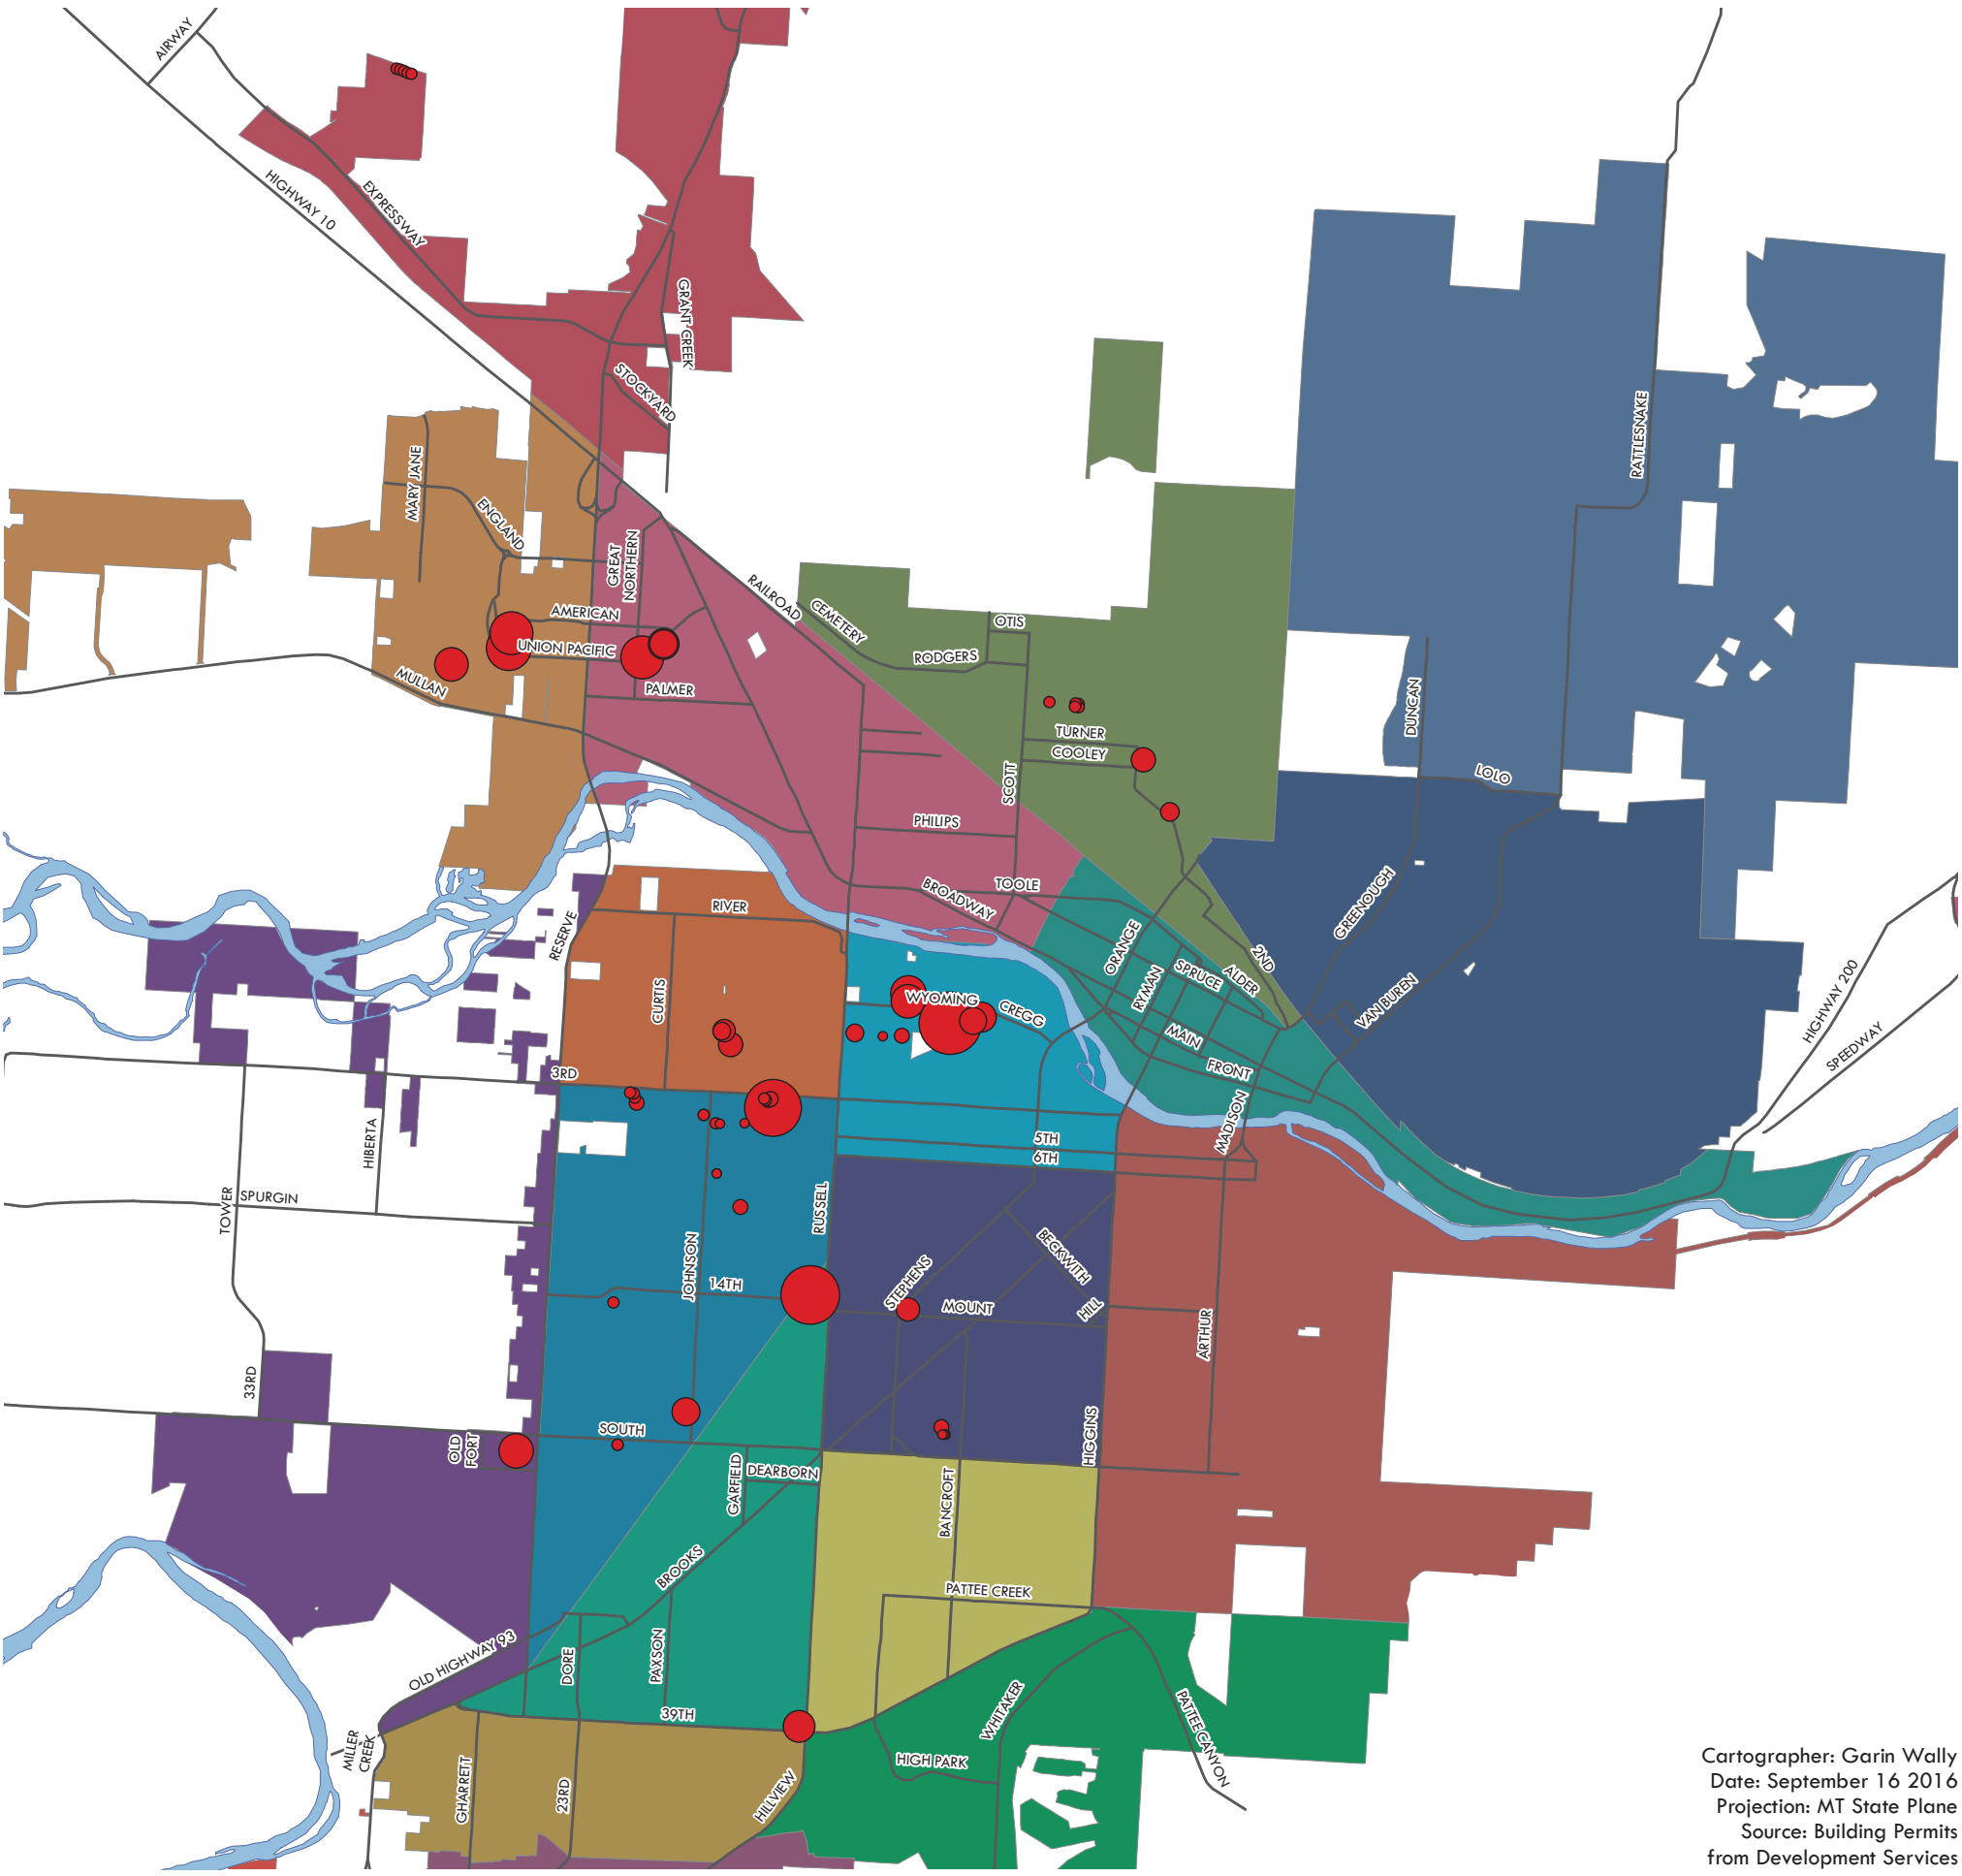 AIRWAY
HIGHWAY 10
EXPRESSWAY
GRANT CREEK
STOCKYARD
RATTLESNAKE
MARY JANE
ENGLAND
GREAT
NORTHERN
AMERICAN
UNION PACIFIC
MULLAN
PALMER
RAILROAD
CEMETERY
OTIS
RODGERS
TURNER
COOLEY
SCOTT
DUNCAN
LOLO
PHILIPS
TOOLE
BROADWAY
RIVER
RESERVE
CURTIS
WYOMING
CREGG
ORANGE
RYMAN
SPRUCE
ALDER
2ND
GREENOUGH
VAN BUREN
HIGHWAY 200
SPEEDWAY
MAIN
FRONT
MADISON
3RD
5TH
6TH
HIBERTA
TOWER
SPURGIN
RUSSELL
JOHNSON
14TH
STEPHENS
BECKWITH
MOUNT
HILL
ARTHUR
33RD
OLD
FORT
SOUTH
HIGGINS
GARFIELD
DEARBORN
BANCROFT
BROOKS
PATTEE CREEK
OLD HIGHWAY 93
DORE
PAXSON
39TH
WHITAKER
PATTEE CANYON
HIGH PARK
MILLER
CREEK
GHARRETT
23RD
HILLVIEW
Cartographer: Garin Wally
Date: September 16 2016
Projection: MT State Plane
Source: Building Permits
from Development Services